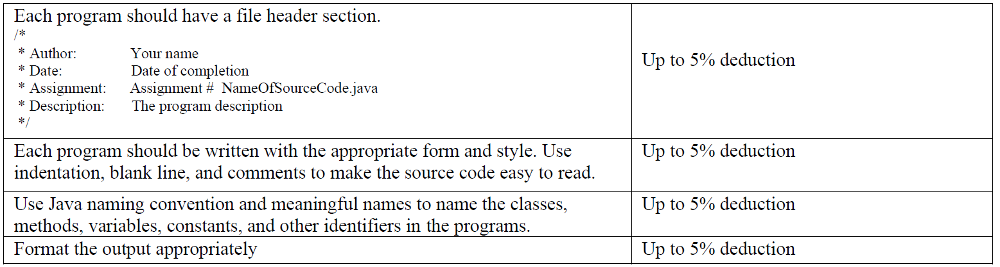 Each program should have a file header section.
/*
* Author: Your name
* Date: Date of completion
* Assignment: Assignment # NameOfSourceCode.java
* Description: The program description
*/
Up to 5% deduction
Each program should be written with the appropriate form and style. Use
indentation, blank line, and comments to make the source code easy to read.
Up to 5% deduction
Use Java naming convention and meaningful names to name the classes,
methods, variables, constants, and other identifiers in the programs.
Up to 5% deduction
Format the output appropriately
Up to 5% deduction